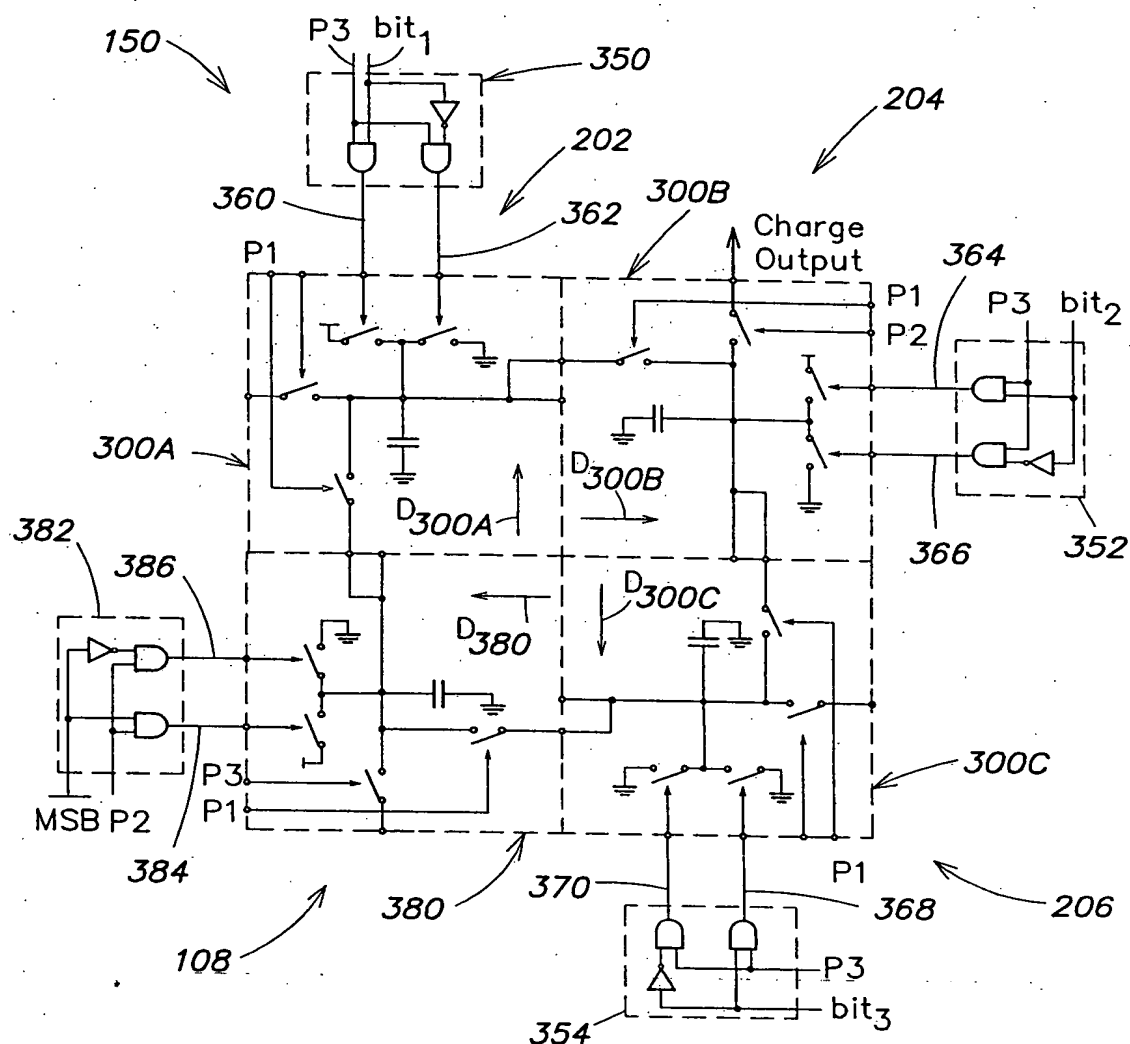 150
P3 bit1
350
204
202
360
362
300B
P1
Charge
Output
364
P1
P2
P3 bit2
300A
D300A
D300B
366
352
382
386
D380
D300C
P3
P1
MSB P2
384
300C
P1
380
370
368
206
108
P3
bit3
354